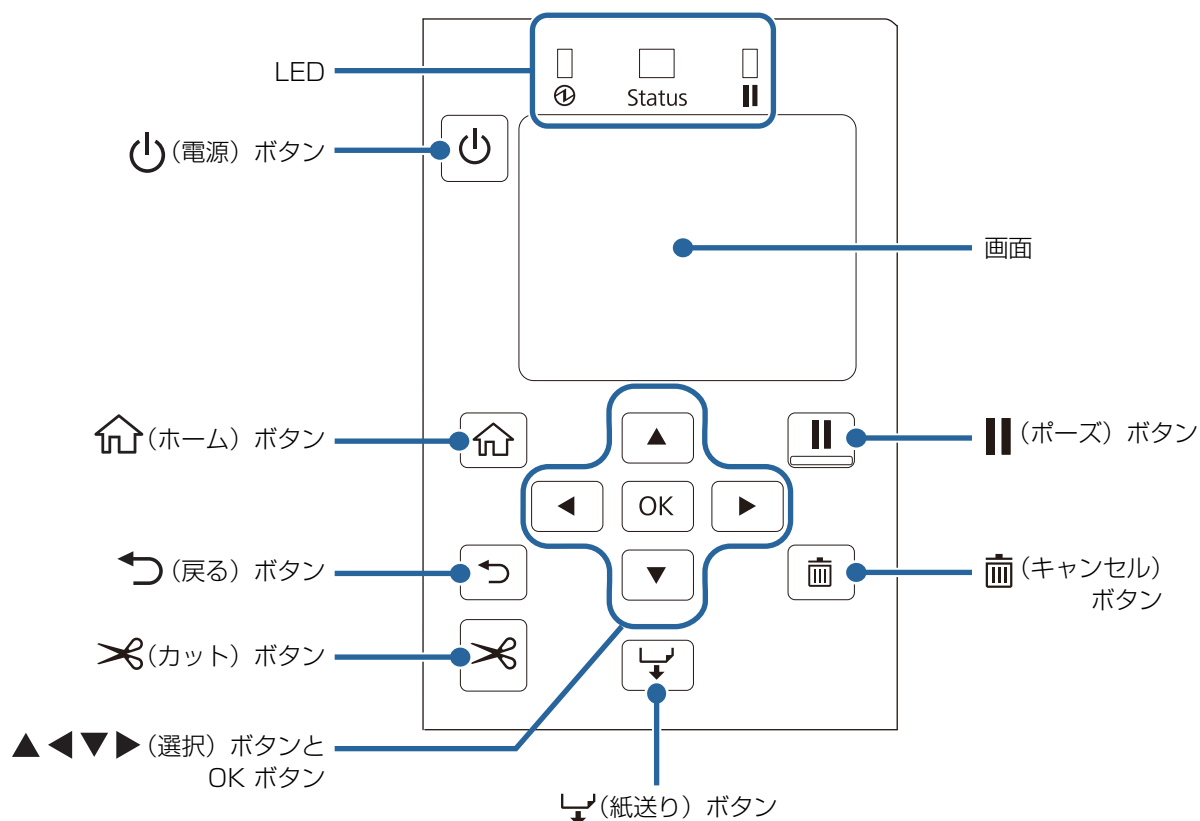 LED
Status
(電源) ボタン
画面
(ホーム) ボタン
(ポーズ) ボタン
OK
(戻る) ボタン
(キャンセル)
ボタン
(カット) ボタン
▲◀▼▶(選択) ボタンと
OK ボタン
(紙送り) ボタン